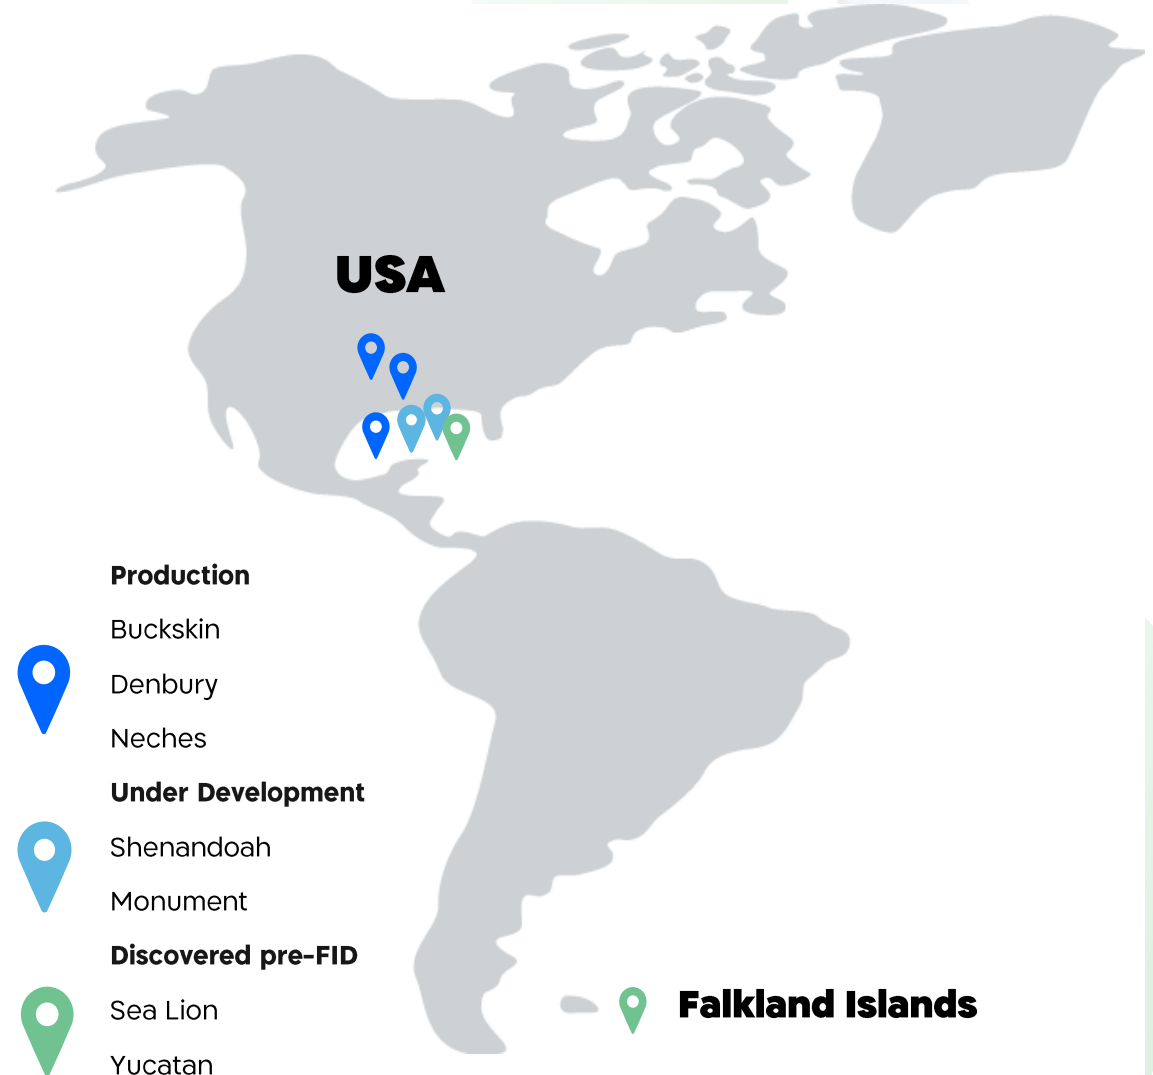 USA
Production
Buckskin
Denbury
Neches
Under Development
Shenandoah
Monument
Discovered pre-FID
Sea Lion
Falkland Islands
Yucatan